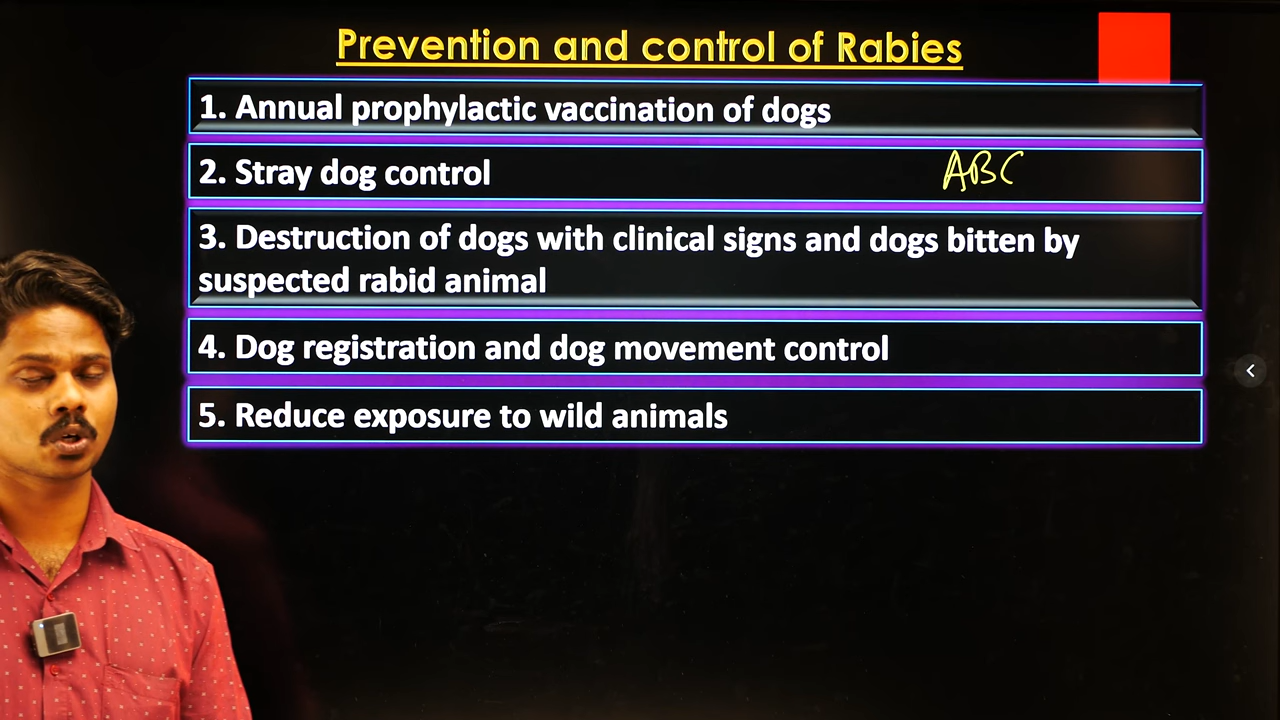 Prevention and control of Rabies
1. Annual prophylactic vaccination of dogs
2. Stray dog control ABC
3. Destruction of dogs with clinical signs and dogs bitten by
suspected rabid animal
4. Dog registration and dog movement control
5. Reduce exposure to wild animals